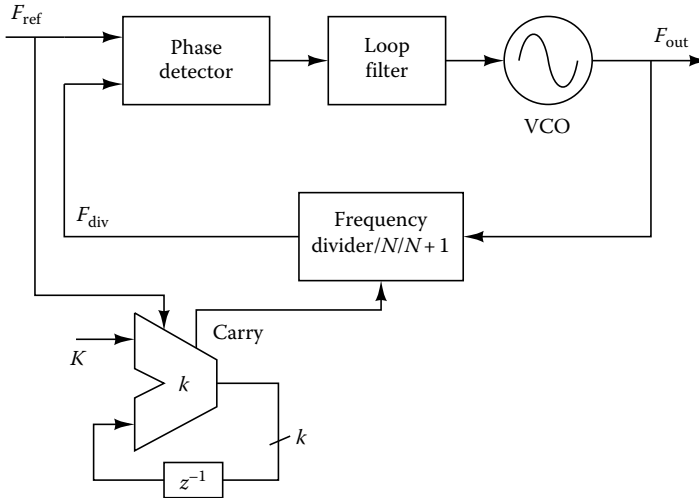 F_ref
Phase
detector
Loop
filter
F_out
VCO
F_div
Frequency
divider/N/N + 1
Carry
K
k
k
z⁻¹